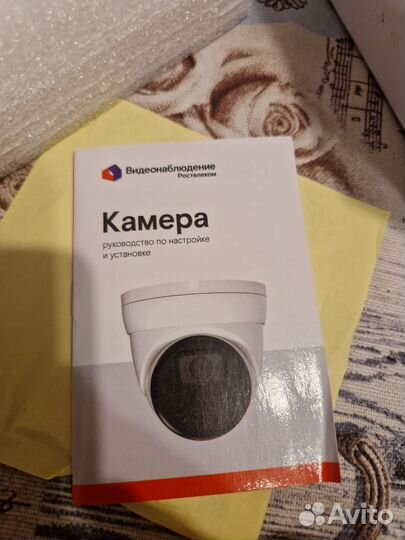 Видеонаблюдение
Ростелеком
Камера
руководство по настройке
и установке
Avito